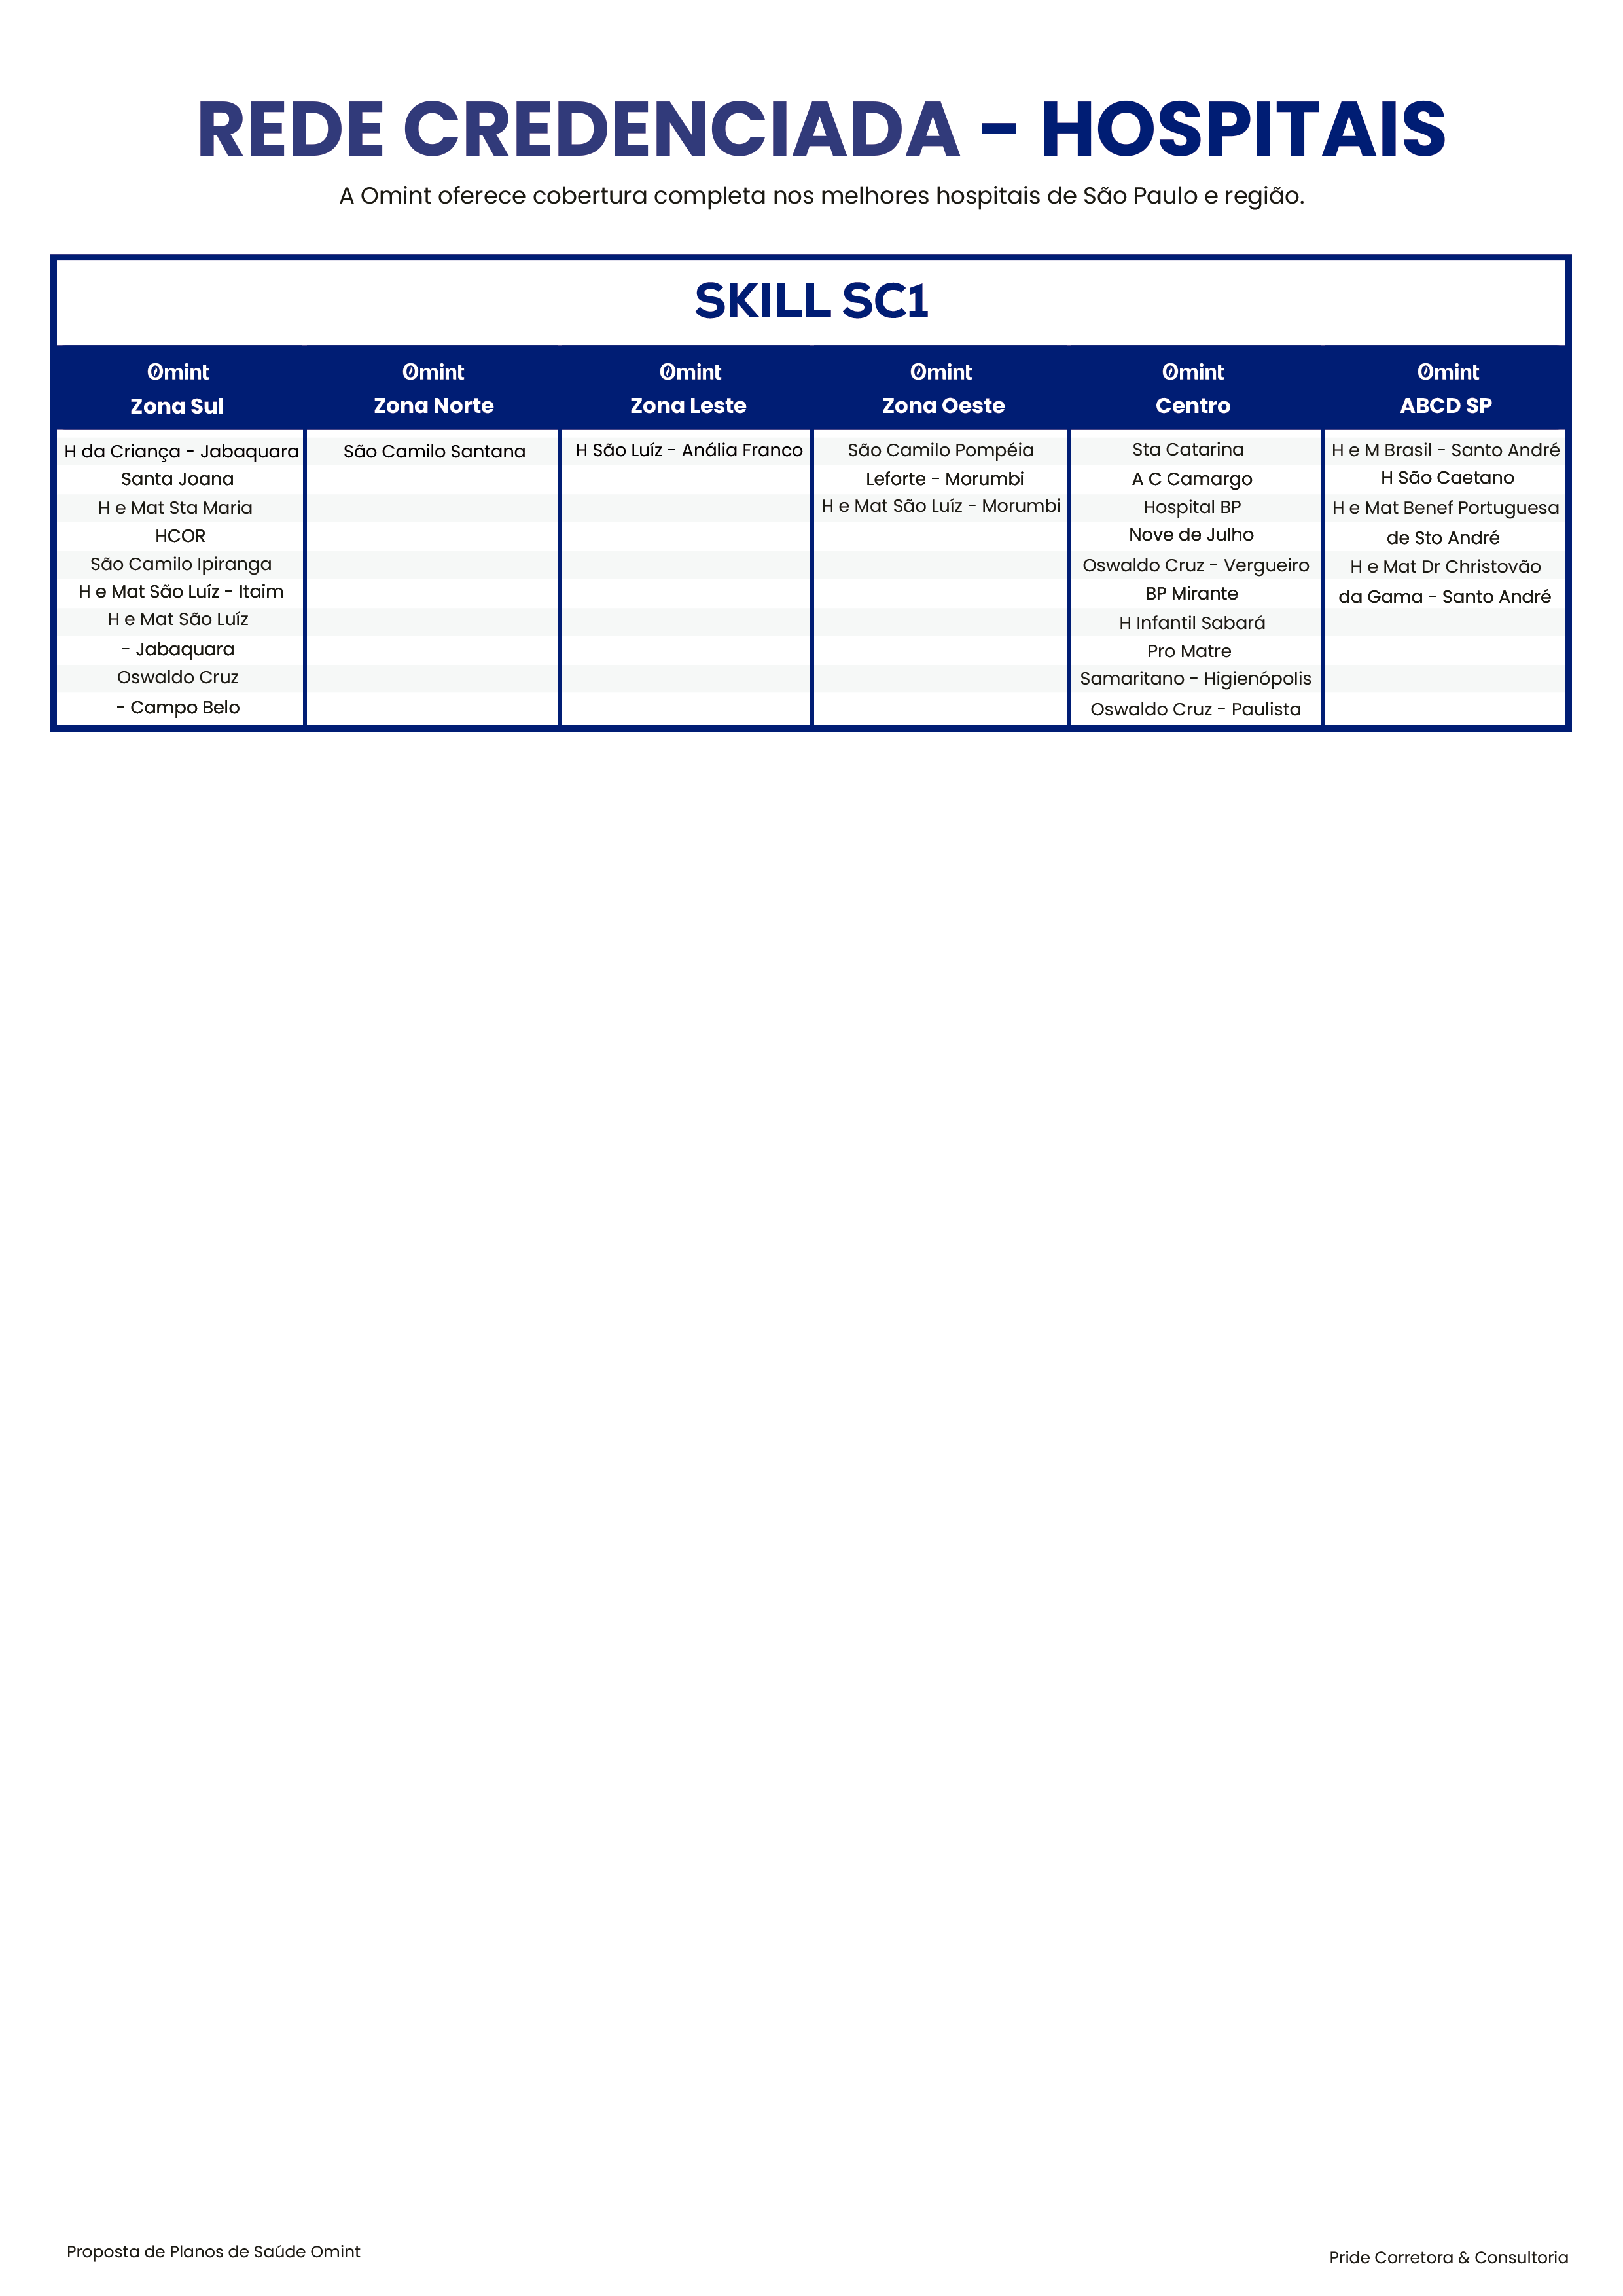 REDE CREDENCIADA - HOSPITAIS
A Omint oferece cobertura completa nos melhores hospitais de São Paulo e região.
SKILL SC1
Omint
Zona Sul
H da Criança - Jabaquara
Santa Joana
H e Mat Sta Maria
HCOR
São Camilo Ipiranga
H e Mat São Luíz - Itaim
H e Mat São Luíz
- Jabaquara
Oswaldo Cruz
- Campo Belo
Omint
Zona Norte
São Camilo Santana
Omint
Zona Leste
H São Luíz - Anália Franco
Omint
Zona Oeste
São Camilo Pompéia
Leforte - Morumbi
H e Mat São Luíz - Morumbi
Omint
Centro
Sta Catarina
A C Camargo
Hospital BP
Nove de Julho
Oswaldo Cruz - Vergueiro
BP Mirante
H Infantil Sabará
Pro Matre
Samaritano - Higienópolis
Oswaldo Cruz - Paulista
Omint
ABCD SP
H e M Brasil - Santo André
H São Caetano
H e Mat Benef Portuguesa
de Sto André
H e Mat Dr Christovão
da Gama - Santo André
Proposta de Planos de Saúde Omint
Pride Corretora & Consultoria